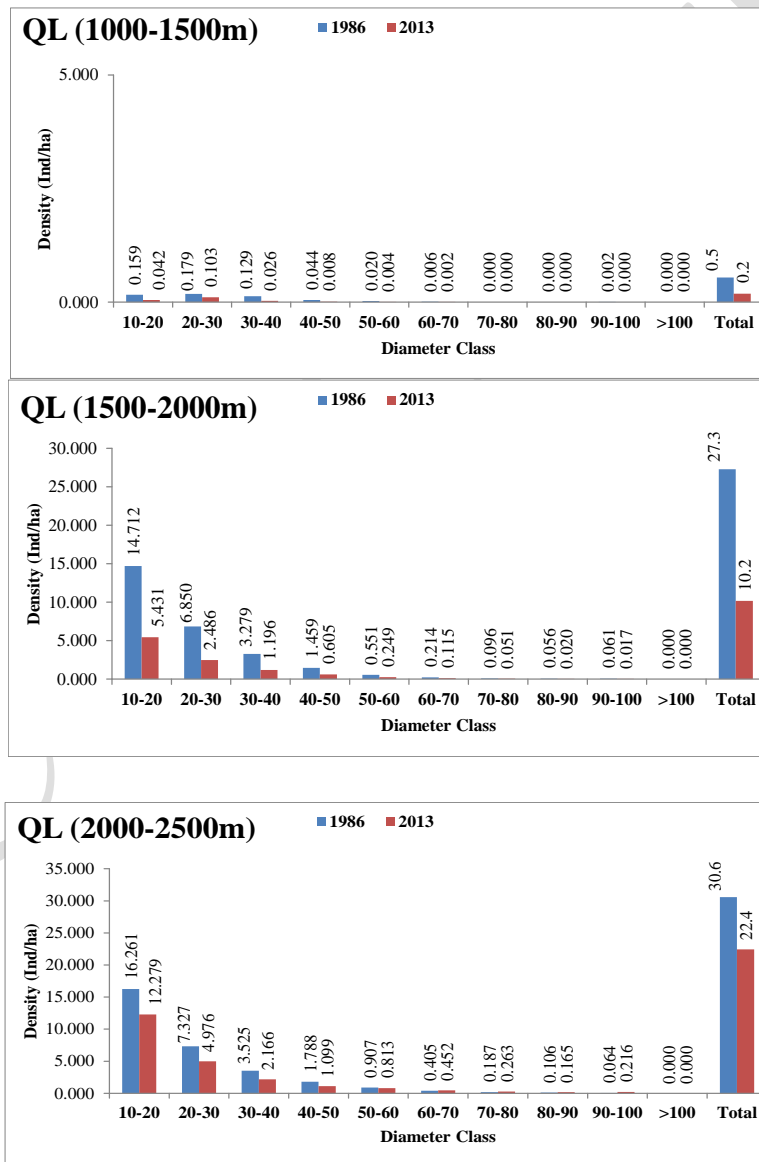 QL (1000-1500m)
1986 2013
Density (Ind/ha)
5.000
0.000
0.159 0.042 0.179 0.103 0.129 0.026 0.044 0.008 0.020 0.004 0.006 0.002 0.000 0.000 0.000 0.000 0.002 0.000 0.000 0.000 0.5 0.2
10-20 20-30 30-40 40-50 50-60 60-70 70-80 80-90 90-100 >100 Total
Diameter Class
QL (1500-2000m)
1986 2013
Density (Ind/ha)
30.000
25.000
20.000
15.000
10.000
5.000
0.000
14.712 5.431 6.850 2.486 3.279 1.196 1.459 0.605 0.551 0.249 0.214 0.115 0.096 0.051 0.056 0.020 0.061 0.017 0.000 0.000 27.3 10.2
10-20 20-30 30-40 40-50 50-60 60-70 70-80 80-90 90-100 >100 Total
Diameter Class
QL (2000-2500m)
1986 2013
Density (Ind/ha)
35.000
30.000
25.000
20.000
15.000
10.000
5.000
0.000
16.261 12.279 7.327 4.976 3.525 2.166 1.788 1.099 0.907 0.813 0.405 0.452 0.187 0.263 0.106 0.165 0.064 0.216 0.000 0.000 30.6 22.4
10-20 20-30 30-40 40-50 50-60 60-70 70-80 80-90 90-100 >100 Total
Diameter Class